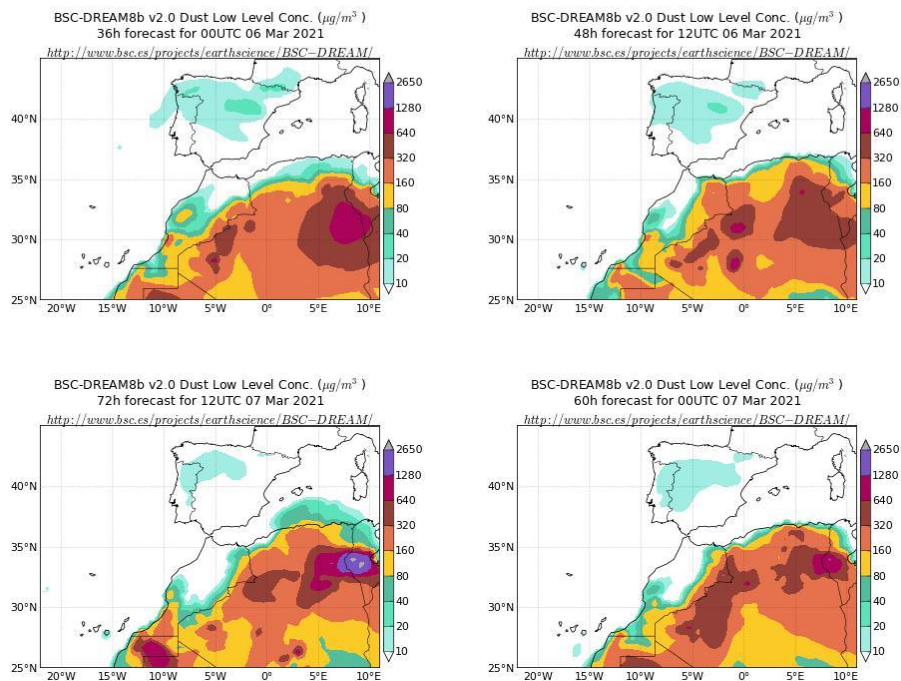 BSC-DREAM8b v2.0 Dust Low Level Conc. (μg/m³ )
36h forecast for 00UTC 06 Mar 2021
http://www.bsc.es/projects/earthscience/BSC−DREAM/
40°N
35°N
30°N
25°N
20°W 15°W 10°W 5°W 0°E 5°E 10°E
2650
1280
640
320
160
80
40
20
10
BSC-DREAM8b v2.0 Dust Low Level Conc. (μg/m³ )
48h forecast for 12UTC 06 Mar 2021
http://www.bsc.es/projects/earthscience/BSC−DREAM/
40°N
35°N
30°N
25°N
20°W 15°W 10°W 5°W 0°E 5°E 10°E
2650
1280
640
320
160
80
40
20
10
BSC-DREAM8b v2.0 Dust Low Level Conc. (μg/m³ )
72h forecast for 12UTC 07 Mar 2021
http://www.bsc.es/projects/earthscience/BSC−DREAM/
40°N
35°N
30°N
25°N
20°W 15°W 10°W 5°W 0°E 5°E 10°E
2650
1280
640
320
160
80
40
20
10
BSC-DREAM8b v2.0 Dust Low Level Conc. (μg/m³ )
60h forecast for 00UTC 07 Mar 2021
http://www.bsc.es/projects/earthscience/BSC−DREAM/
40°N
35°N
30°N
25°N
20°W 15°W 10°W 5°W 0°E 5°E 10°E
2650
1280
640
320
160
80
40
20
10